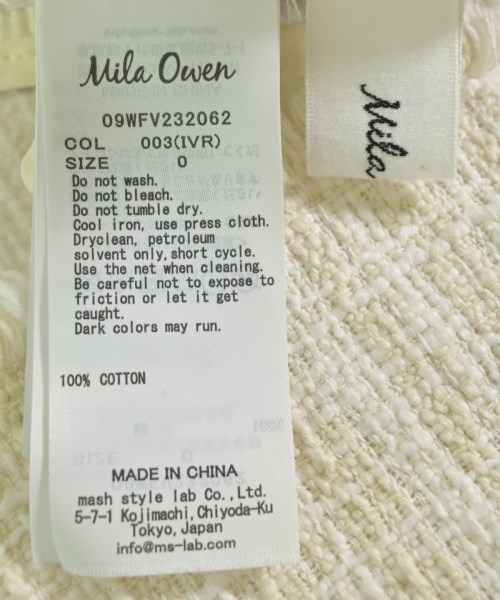 Mila Owen
09WFV232062
COL 003(IVR)
SIZE 0
Do not wash.
Do not bleach.
Do not tumble dry.
Cool iron, use press cloth.
Dryclean, petroleum
solvent only, short cycle.
Use the net when cleaning.
Be careful not to expose to
friction or let it get
caught.
Dark colors may run.
100% COTTON
MADE IN CHINA
mash style lab Co., Ltd.
5-7-1 Kojimachi, Chiyoda-Ku
Tokyo, Japan
info@ms-lab.com
Mila